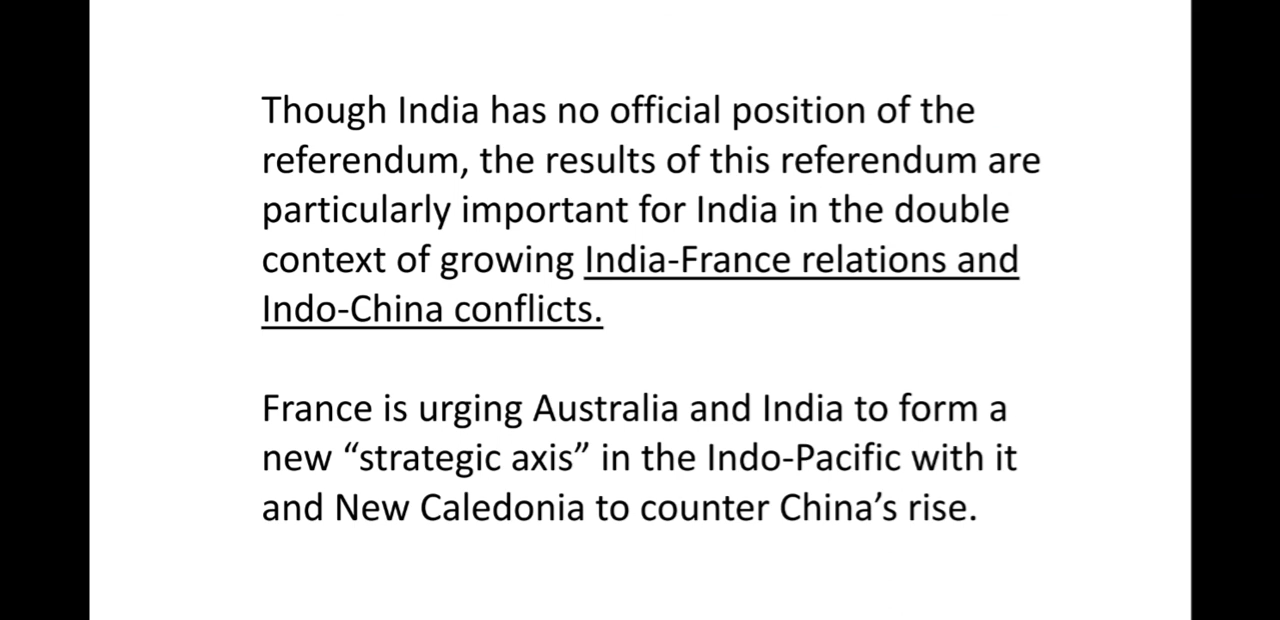 Though India has no official position of the
referendum, the results of this referendum are
particularly important for India in the double
context of growing India-France relations and
Indo-China conflicts.
France is urging Australia and India to form a
new “strategic axis” in the Indo-Pacific with it
and New Caledonia to counter China’s rise.